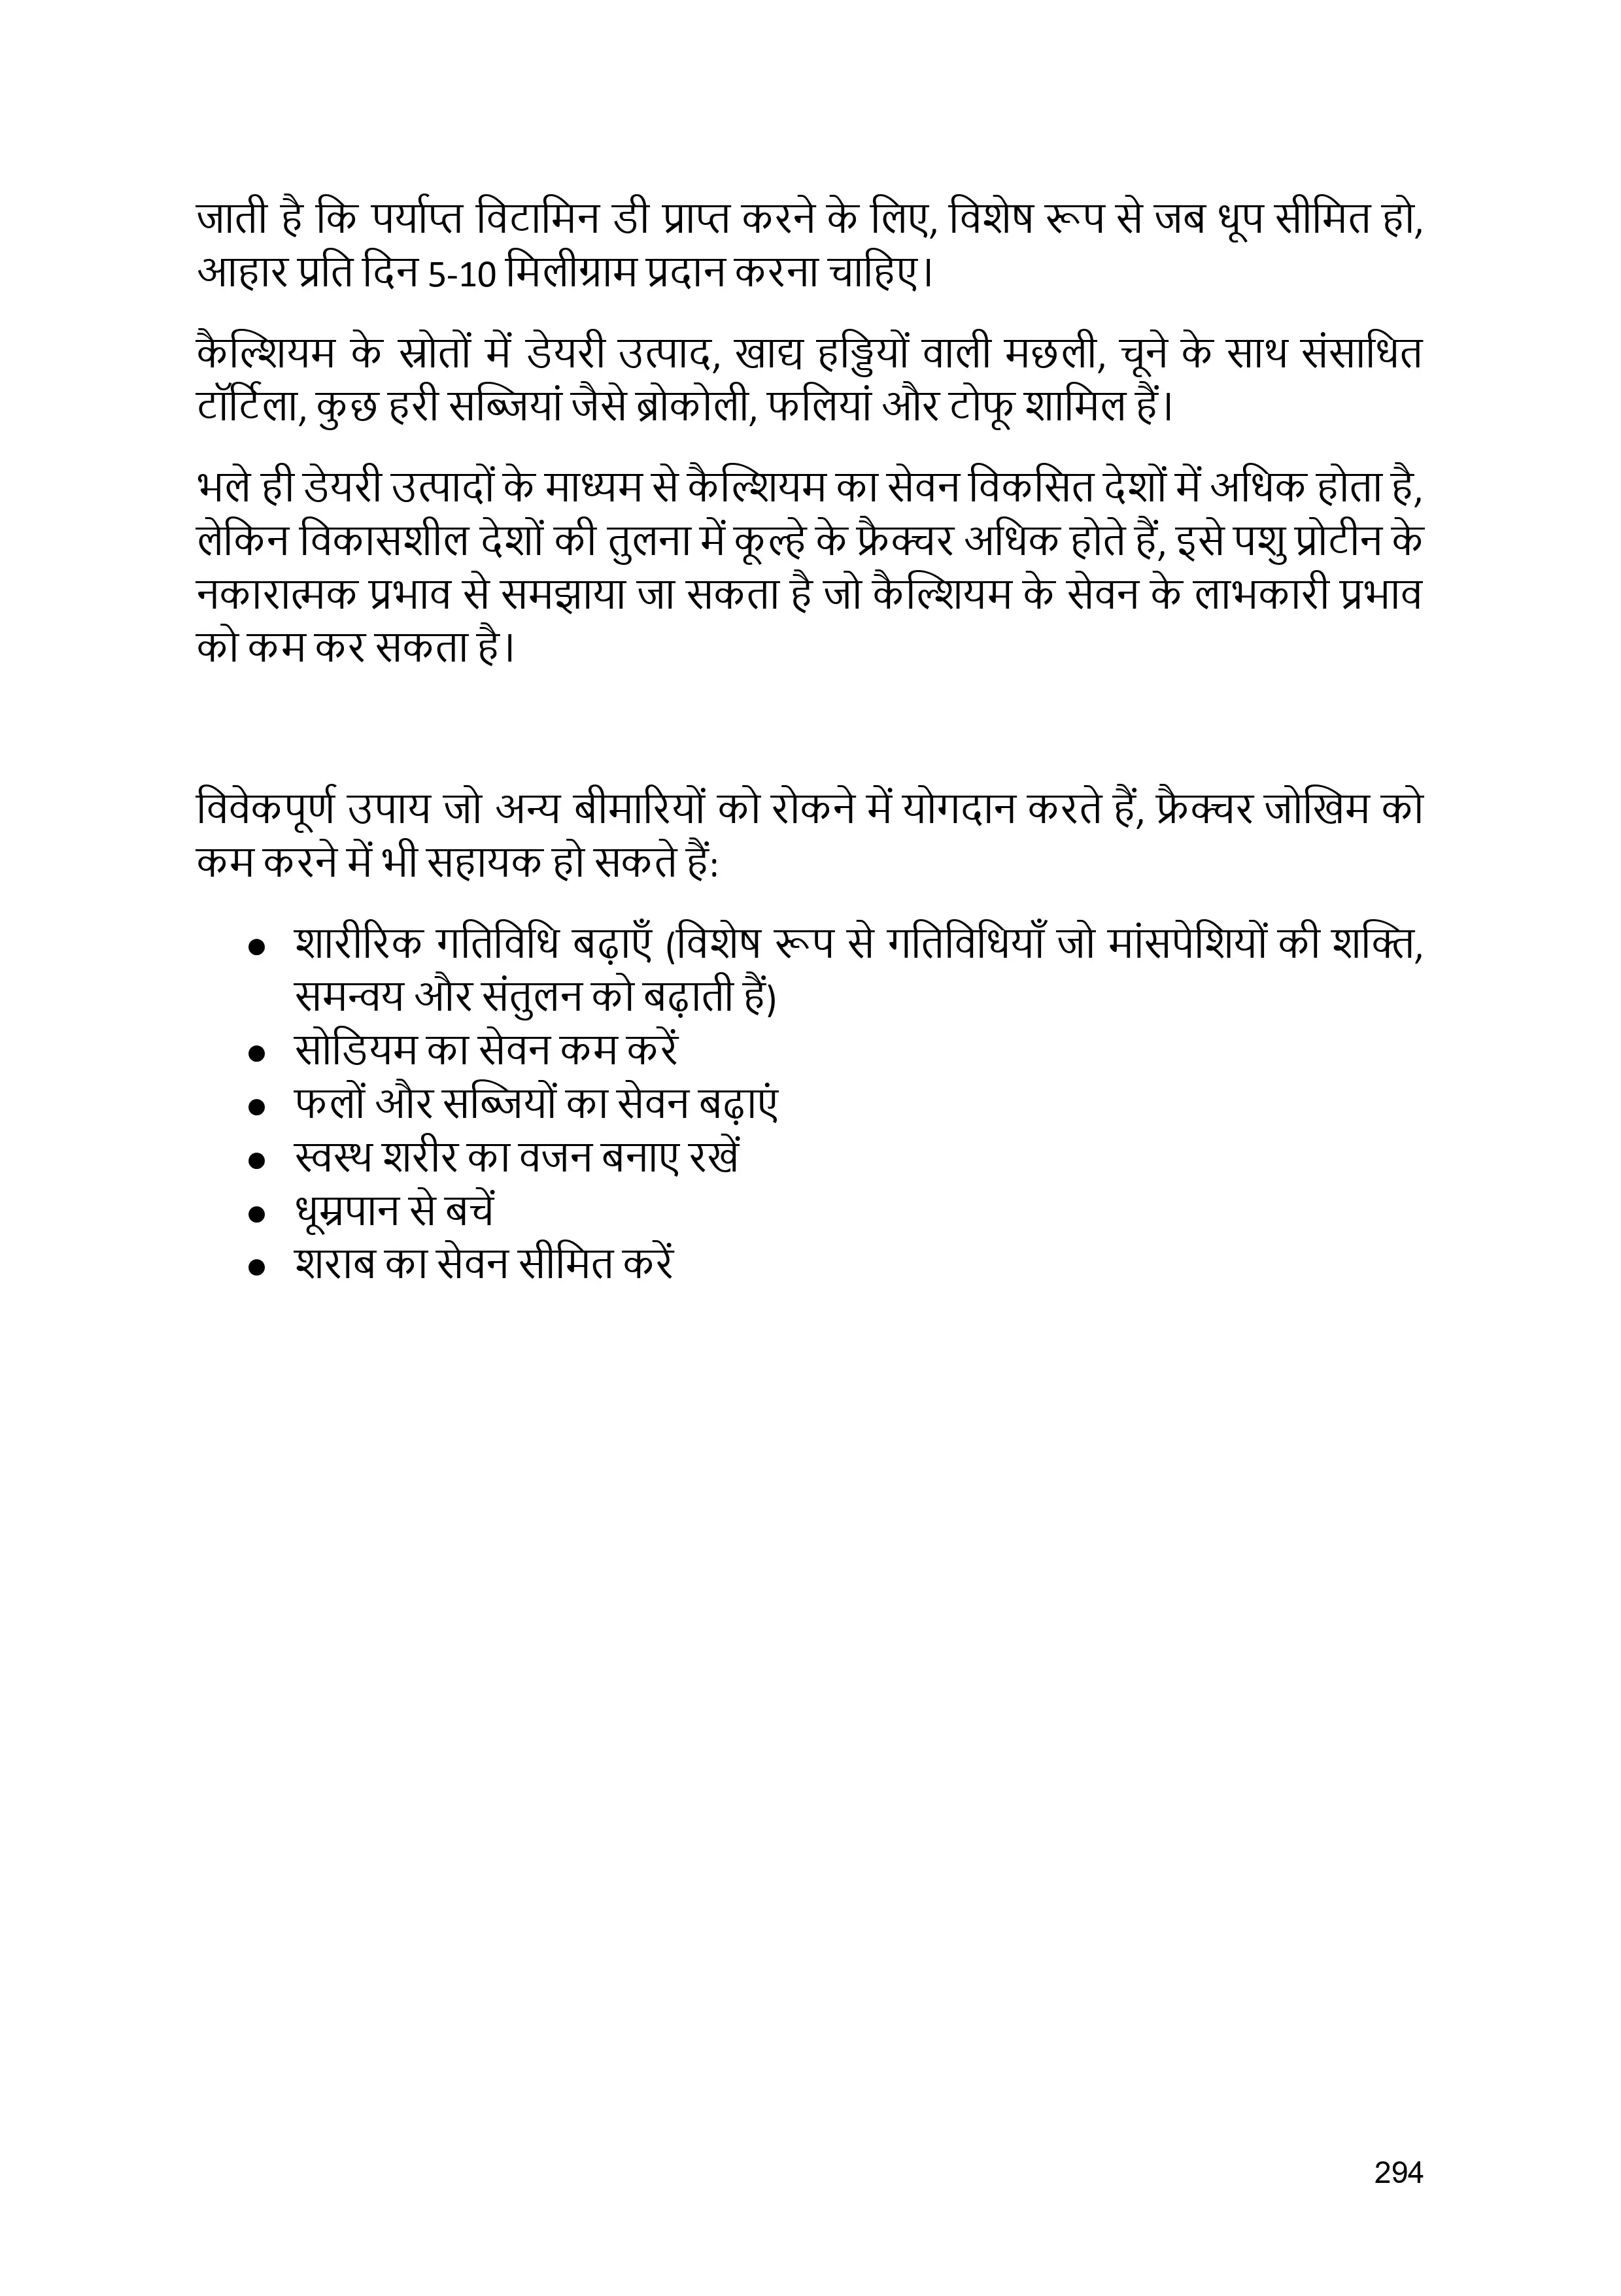 जाती है कि पर्याप्त विटामिन डी प्राप्त करने के लिए, विशेष रूप से जब धूप सीमित हो,
आहार प्रति दिन 5-10 मिलीग्राम प्रदान करना चाहिए।
कैल्शियम के स्रोतों में डेयरी उत्पाद, खाद्य हड्डियों वाली मछली, चूने के साथ संसाधित
टॉर्टिला, कुछ हरी सब्जियां जैसे ब्रोकोली, फलियां और टोफू शामिल हैं।
भले ही डेयरी उत्पादों के माध्यम से कैल्शियम का सेवन विकसित देशों में अधिक होता है,
लेकिन विकासशील देशों की तुलना में कूल्हे के फ्रैक्चर अधिक होते हैं, इसे पशु प्रोटीन के
नकारात्मक प्रभाव से समझाया जा सकता है जो कैल्शियम के सेवन के लाभकारी प्रभाव
को कम कर सकता है।
विवेकपूर्ण उपाय जो अन्य बीमारियों को रोकने में योगदान करते हैं, फ्रैक्चर जोखिम को
कम करने में भी सहायक हो सकते हैं:
● शारीरिक गतिविधि बढ़ाएँ (विशेष रूप से गतिविधियाँ जो मांसपेशियों की शक्ति,
समन्वय और संतुलन को बढ़ाती हैं)
● सोडियम का सेवन कम करें
● फलों और सब्जियों का सेवन बढ़ाएं
● स्वस्थ शरीर का वजन बनाए रखें
● धूम्रपान से बचें
● शराब का सेवन सीमित करें
294